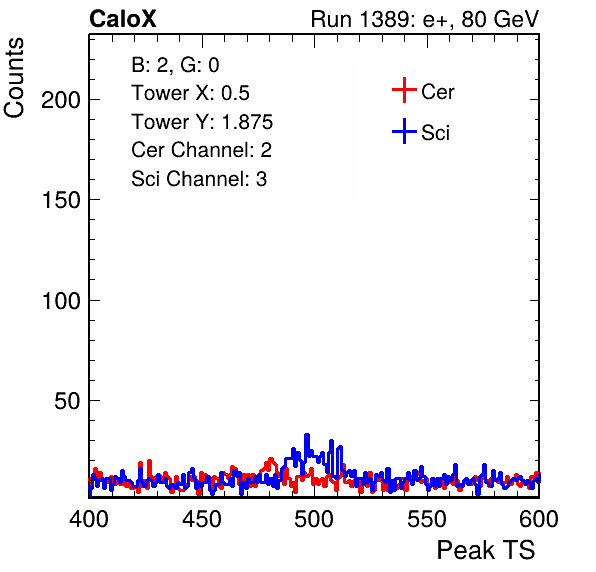 CaloX Run 1389: e+, 80 GeV
Counts
B: 2, G: 0
Tower X: 0.5
Tower Y: 1.875
Cer Channel: 2
Sci Channel: 3
Cer
Sci
200
150
100
50
400 450 500 550 600
Peak TS